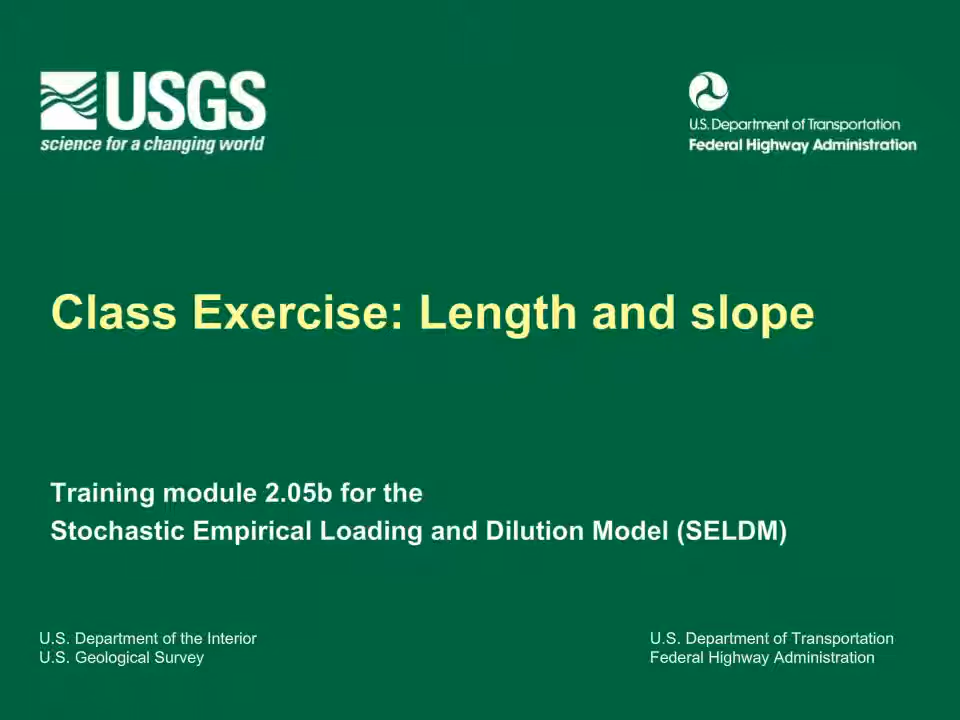 USGS
science for a changing world
U.S. Department of Transportation
Federal Highway Administration
Class Exercise: Length and slope
Training module 2.05b for the
Stochastic Empirical Loading and Dilution Model (SELDM)
U.S. Department of the Interior
U.S. Geological Survey
U.S. Department of Transportation
Federal Highway Administration